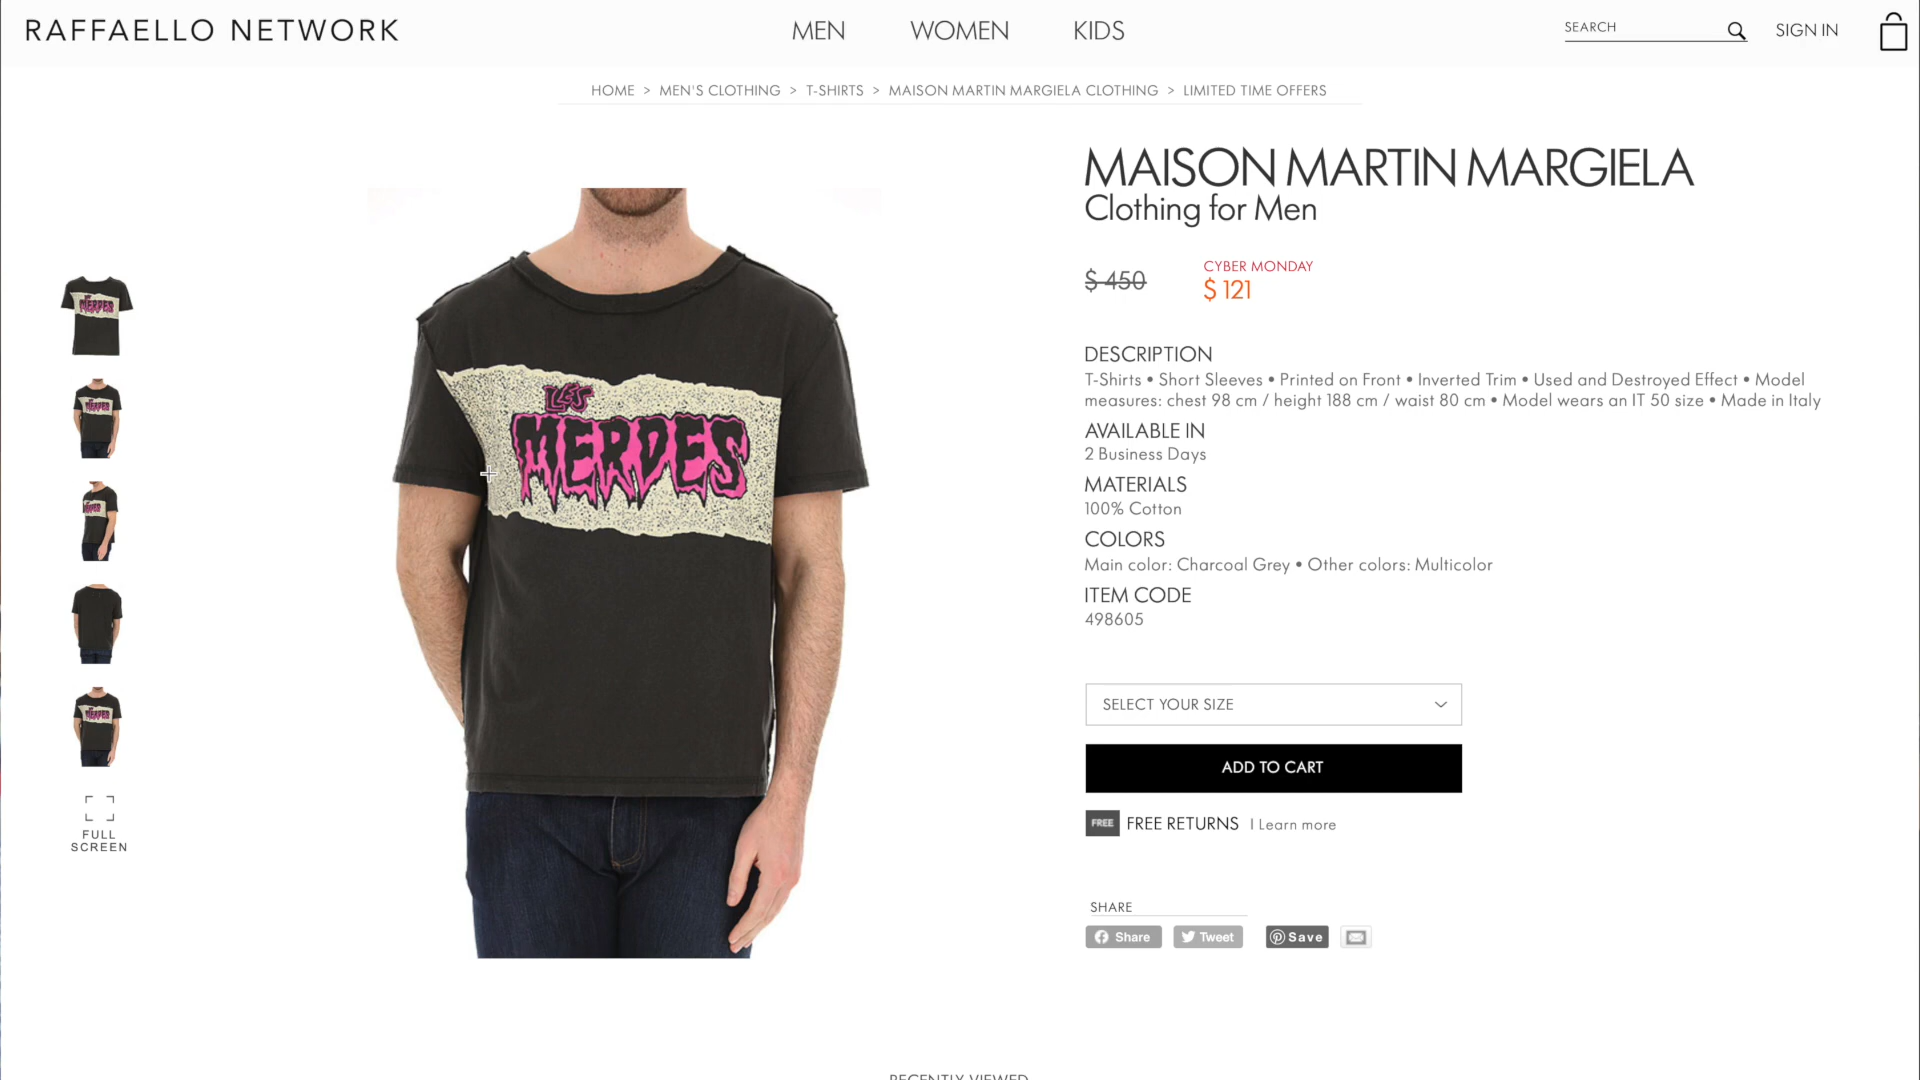 RAFFAELLO NETWORK
MEN WOMEN KIDS
SEARCH
SIGN IN
HOME > MEN'S CLOTHING > T-SHIRTS > MAISON MARTIN MARGIELA CLOTHING > LIMITED TIME OFFERS
MAISON MARTIN MARGIELA
Clothing for Men
$ 450
CYBER MONDAY
$ 121
DESCRIPTION
T-Shirts • Short Sleeves • Printed on Front • Inverted Trim • Used and Destroyed Effect • Model
measures: chest 98 cm / height 188 cm / waist 80 cm • Model wears an IT 50 size • Made in Italy
AVAILABLE IN
2 Business Days
MATERIALS
100% Cotton
COLORS
Main color: Charcoal Grey • Other colors: Multicolor
ITEM CODE
498605
SELECT YOUR SIZE
ADD TO CART
FREE FREE RETURNS | Learn more
SHARE
Share Tweet Save
LES
MERDES
FULL
SCREEN
RECENTLY VIEWED